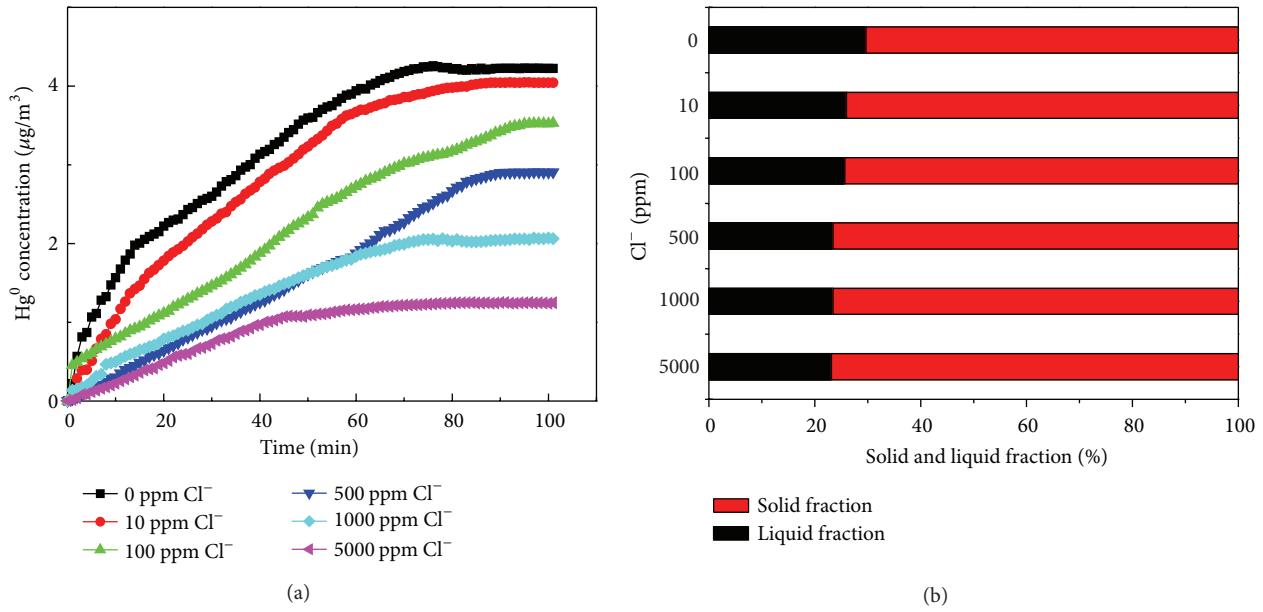 4
2
0
Hg⁰ concentration (μg/m³)
0 20 40 60 80 100
Time (min)
0 ppm Cl⁻
10 ppm Cl⁻
100 ppm Cl⁻
500 ppm Cl⁻
1000 ppm Cl⁻
5000 ppm Cl⁻
(a)
0
10
100
500
1000
5000
Cl⁻ (ppm)
0 20 40 60 80 100
Solid and liquid fraction (%)
Solid fraction
Liquid fraction
(b)